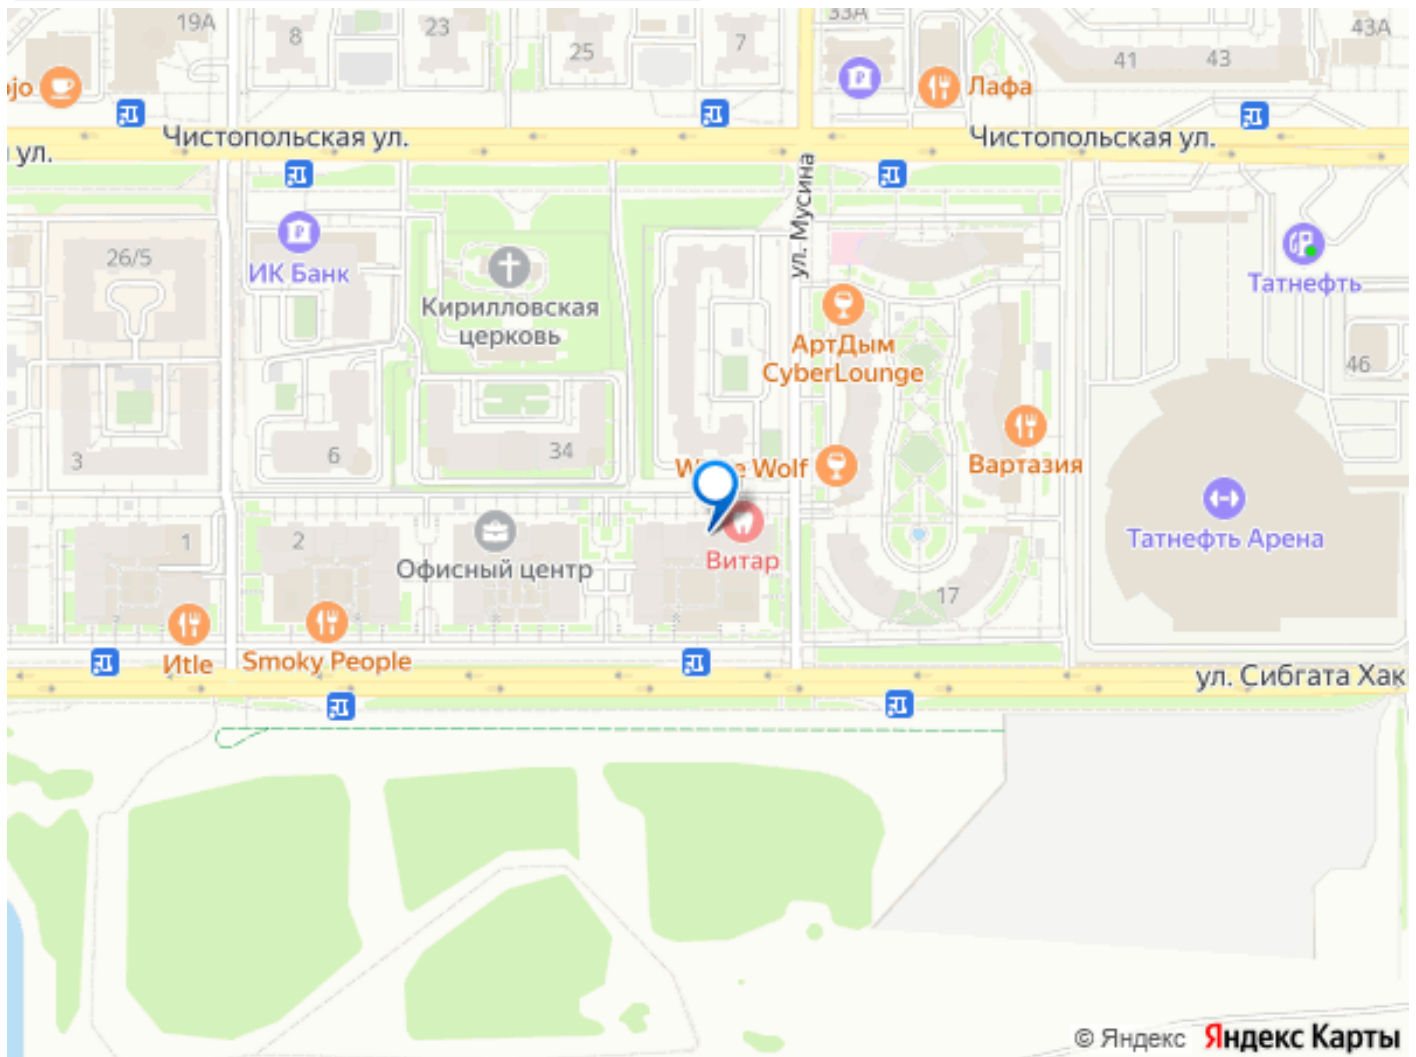 19А
8
23
25
7
33А
41
43
43А
ojo
Лафа
Чистопольская ул.
Чистопольская ул.
ул.
ул. Мусина
26/5
ИК Банк
Кирилловская
церковь
Татнефть
АртДым
CyberLounge
46
3
6
34
Wolf
Вартазия
1
2
Офисный центр
Витар
Татнефть Арена
17
Иtle
Smoky People
ул. Сибгата Хак
© Яндекс Яндекс Карты